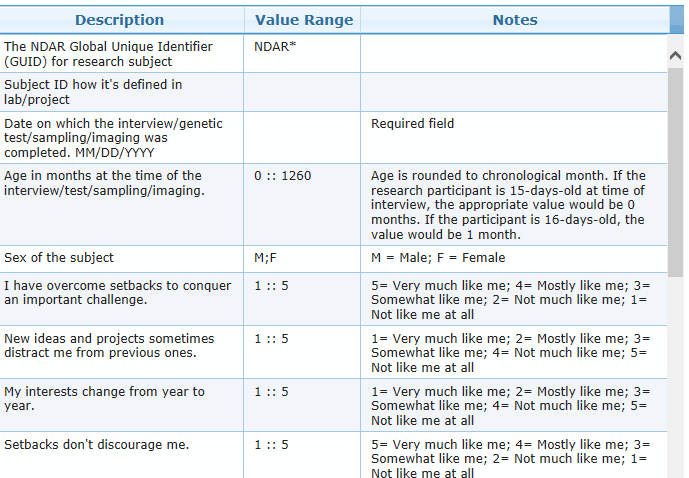 Description Value Range Notes
The NDAR Global Unique Identifier NDAR*
(GUID) for research subject
Subject ID how it's defined in
lab/project
Date on which the interview/genetic Required field
test/sampling/imaging was
completed. MM/DD/YYYY
Age in months at the time of the 0 :: 1260 Age is rounded to chronological month. If the
interview/test/sampling/imaging. research participant is 15-days-old at time of
interview, the appropriate value would be 0
months. If the participant is 16-days-old, the
value would be 1 month.
Sex of the subject M;F M = Male; F = Female
I have overcome setbacks to conquer 1 :: 5 5= Very much like me; 4= Mostly like me; 3=
an important challenge. Somewhat like me; 2= Not much like me; 1=
Not like me at all
New ideas and projects sometimes 1 :: 5 1= Very much like me; 2= Mostly like me; 3=
distract me from previous ones. Somewhat like me; 4= Not much like me; 5=
Not like me at all
My interests change from year to 1 :: 5 1= Very much like me; 2= Mostly like me; 3=
year. Somewhat like me; 4= Not much like me; 5=
Not like me at all
Setbacks don't discourage me. 1 :: 5 5= Very much like me; 4= Mostly like me; 3=
Somewhat like me; 2= Not much like me; 1=
Not like me at all